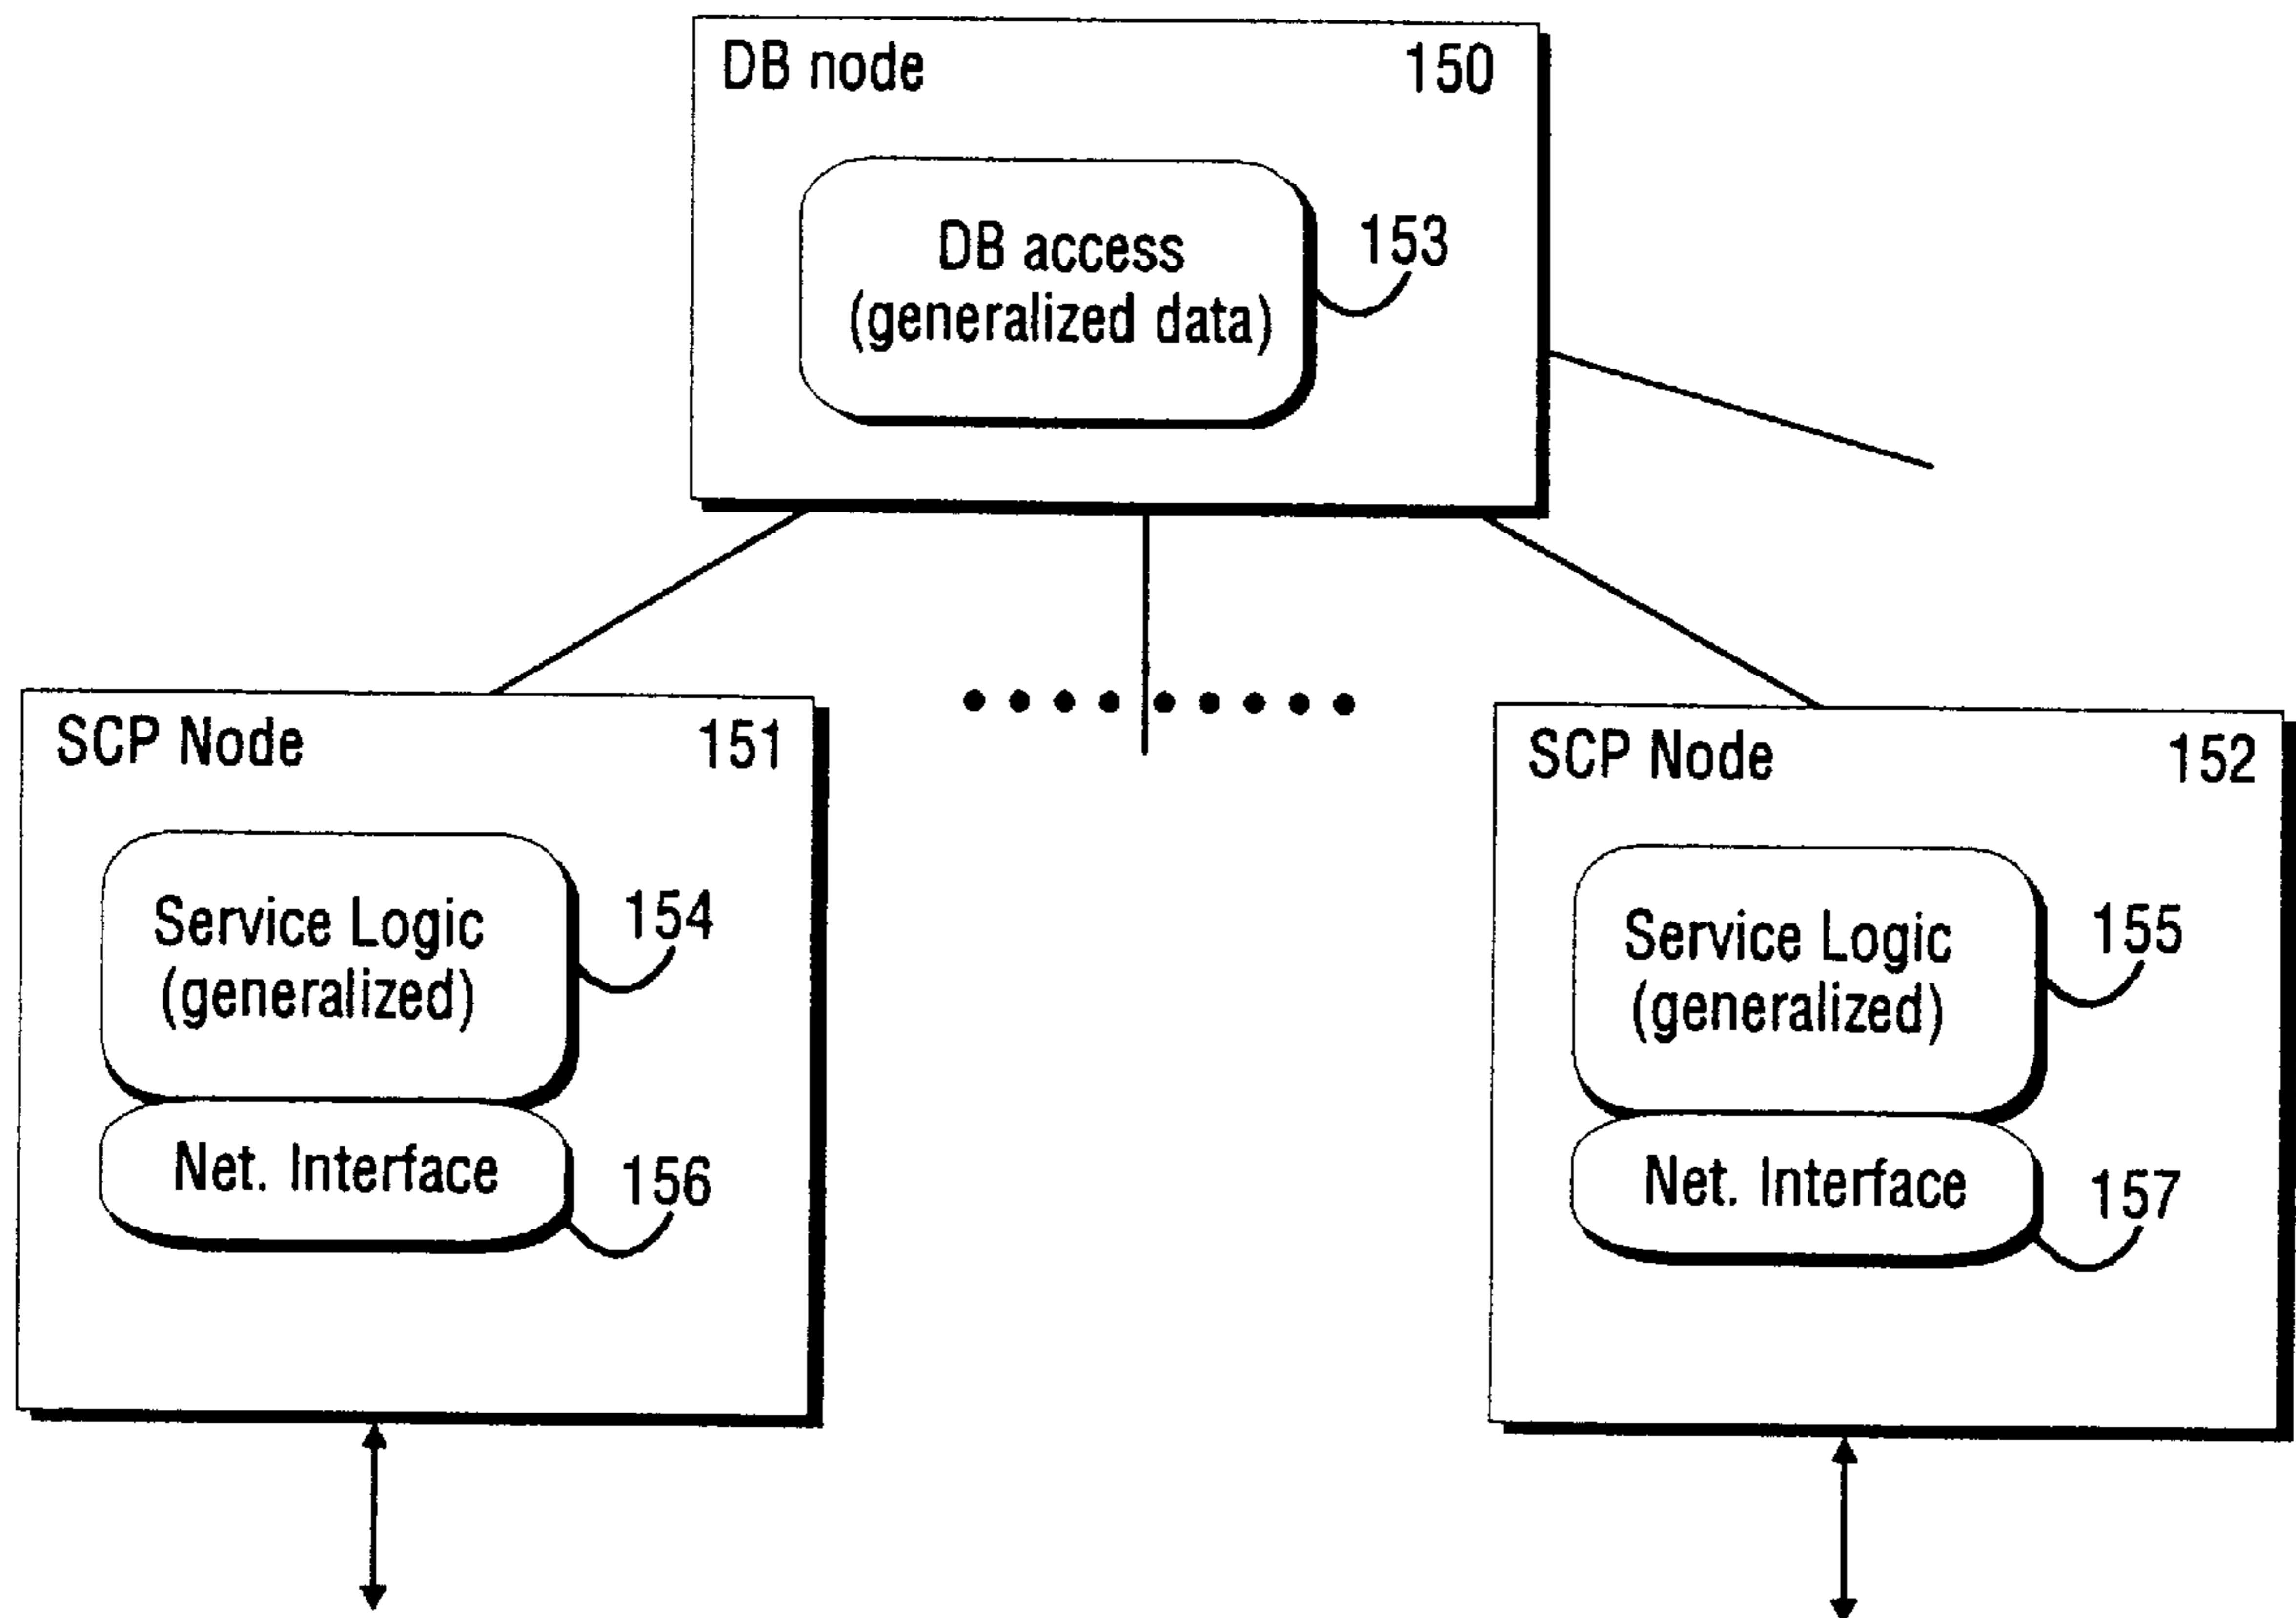 DB node 150
DB access
(generalized data)
153
SCP Node 151
Service Logic
(generalized)
154
Net. Interface
156
SCP Node 152
Service Logic
(generalized)
155
Net. Interface
157